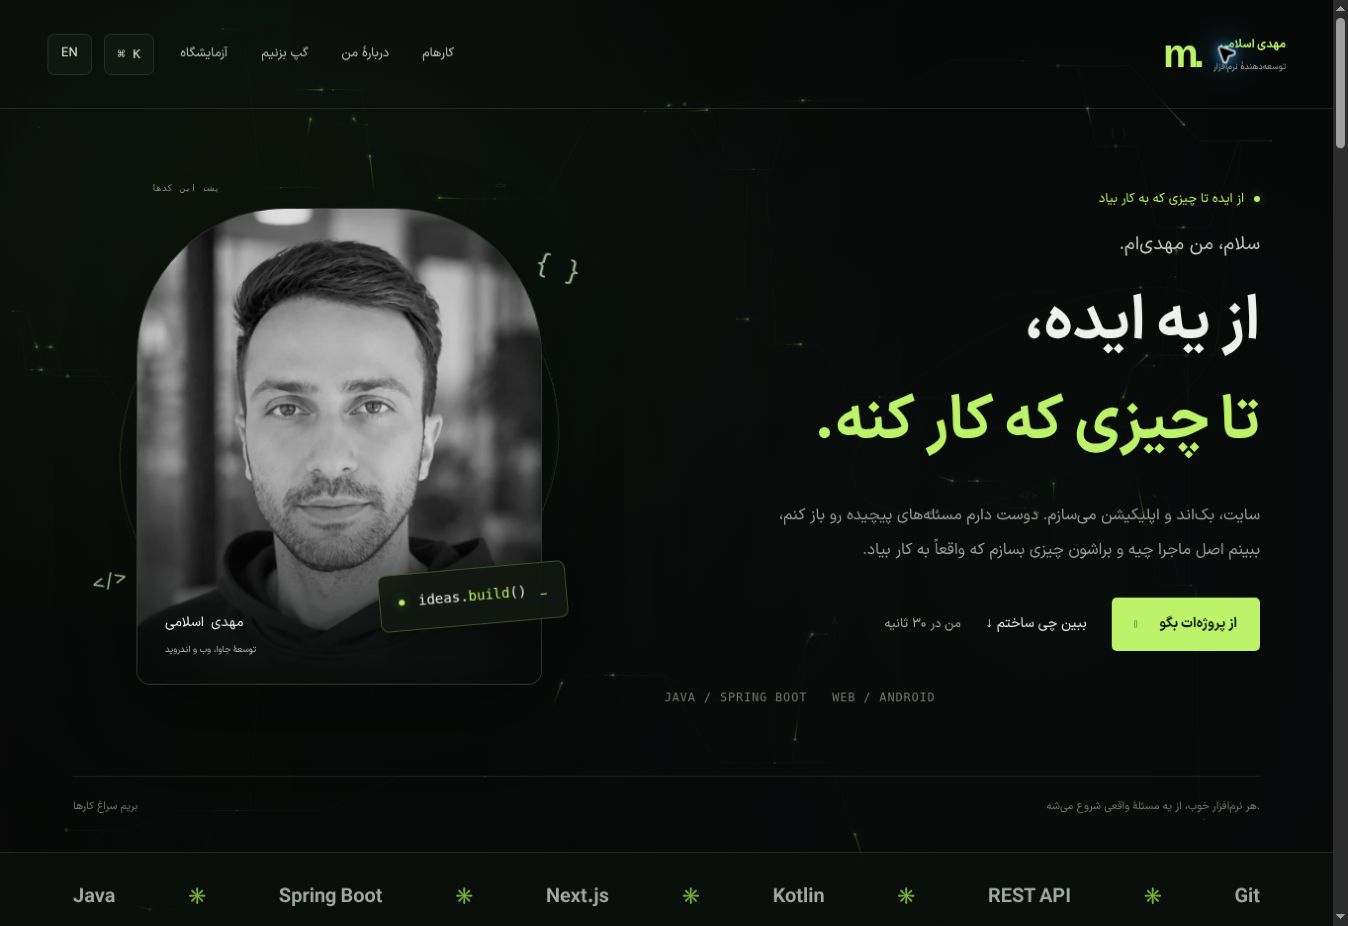 مهدی اسلامی
توسعه‌دهندهٔ نرم‌افزار
m.
کارهام
دربارهٔ من
گپ بزنیم
آزمایشگاه
⌘ K
EN
از ایده تا چیزی که به کار بیاد
سلام، من مهدی‌ام.
از یه ایده،
تا چیزی که کار کنه.
سایت، بک‌اند و اپلیکیشن می‌سازم. دوست دارم مسئله‌های پیچیده رو باز کنم،
ببینم اصل ماجرا چیه و براشون چیزی بسازم که واقعاً به کار بیاد.
از پروژه‌ات بگو
ببین چی ساختم ↓
من در ۳۰ ثانیه
JAVA / SPRING BOOT
WEB / ANDROID
پشت این کدها
{ }
</>
ideas.build() _
مهدی اسلامی
توسعهٔ جاوا، وب و اندروید
هر نرم‌افزار خوب، از یه مسئلهٔ واقعی شروع می‌شه.
بریم سراغ کارها
Java
Spring Boot
Next.js
Kotlin
REST API
Git